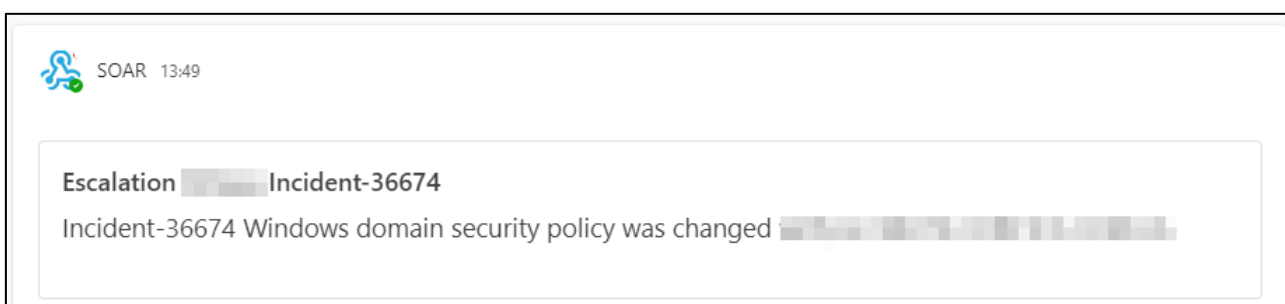 SOAR 13:49
Escalation Incident-36674
Incident-36674 Windows domain security policy was changed